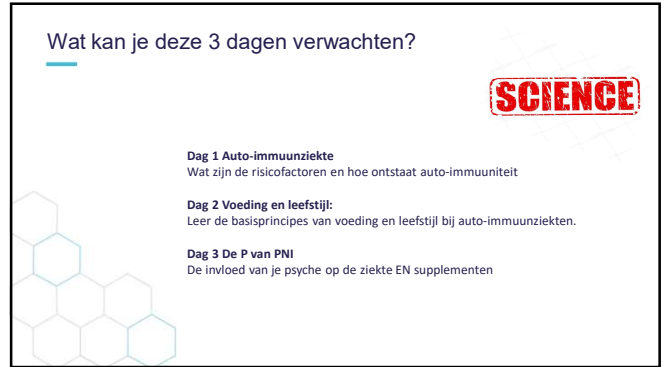 Wat kan je deze 3 dagen verwachten?
SCIENCE
Dag 1 Auto-immuunziekte
Wat zijn de risicofactoren en hoe ontstaat auto-immuuniteit
Dag 2 Voeding en leefstijl:
Leer de basisprincipes van voeding en leefstijl bij auto-immuunziekten.
Dag 3 De P van PNI
De invloed van je psyche op de ziekte EN supplementen